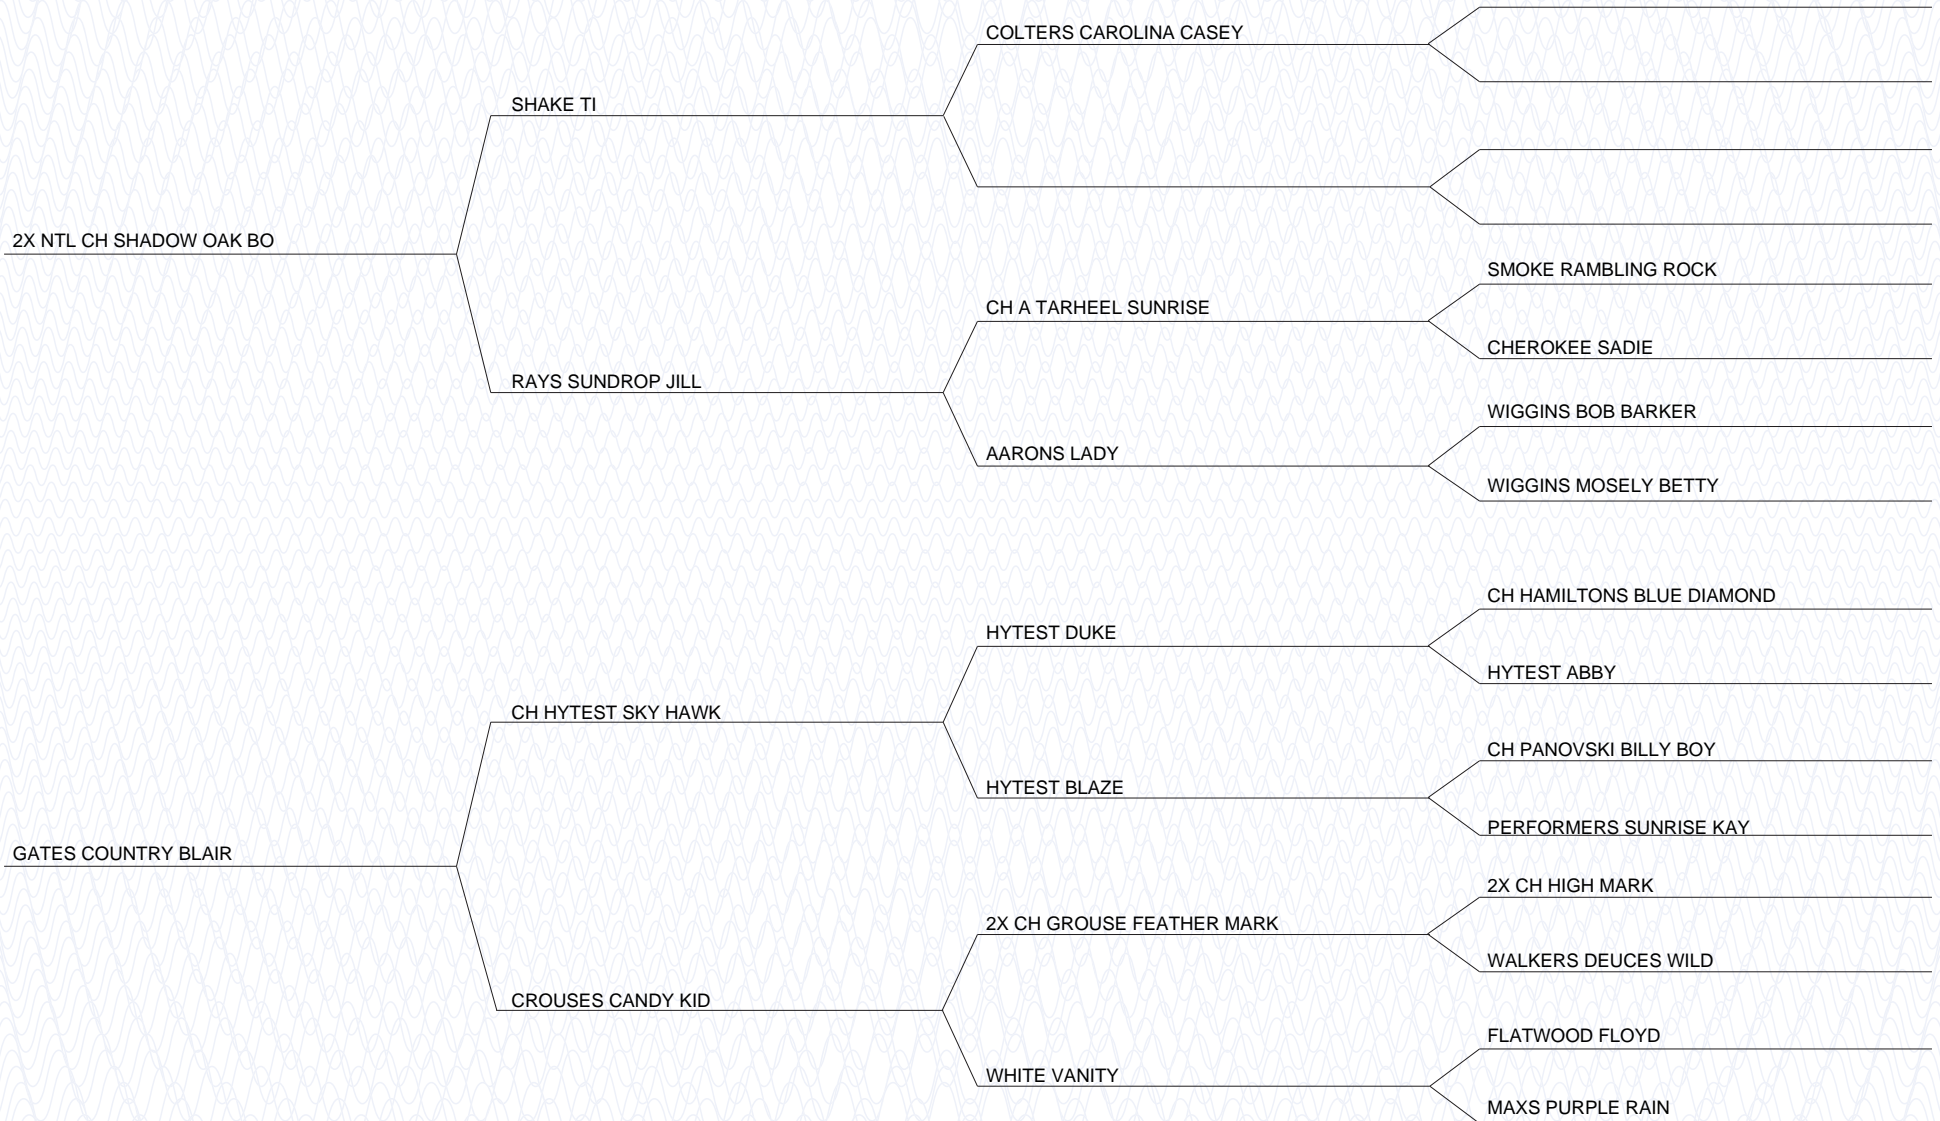 COLTERS CAROLINA CASEY
SHAKE TI
2X NTL CH SHADOW OAK BO
SMOKE RAMBLING ROCK
CH A TARHEEL SUNRISE
CHEROKEE SADIE
RAYS SUNDROP JILL
WIGGINS BOB BARKER
AARONS LADY
WIGGINS MOSELY BETTY
CH HAMILTONS BLUE DIAMOND
HYTEST DUKE
HYTEST ABBY
CH HYTEST SKY HAWK
CH PANOVSKI BILLY BOY
HYTEST BLAZE
PERFORMERS SUNRISE KAY
GATES COUNTRY BLAIR
2X CH HIGH MARK
2X CH GROUSE FEATHER MARK
WALKERS DEUCES WILD
CROUSES CANDY KID
FLATWOOD FLOYD
WHITE VANITY
MAXS PURPLE RAIN